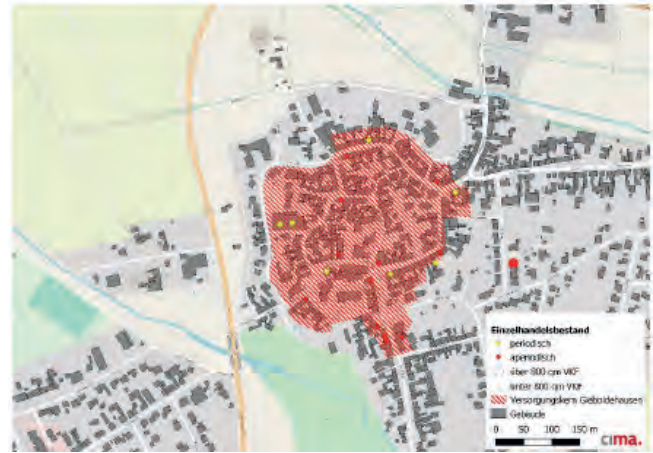 Einzelhandelsbestand
periodisch
aperiodisch
über 800 qm VKF
unter 800 qm VKF
Versorgungskern Gieboldehausen
Gebäude
0 50 100 150 m
cima.